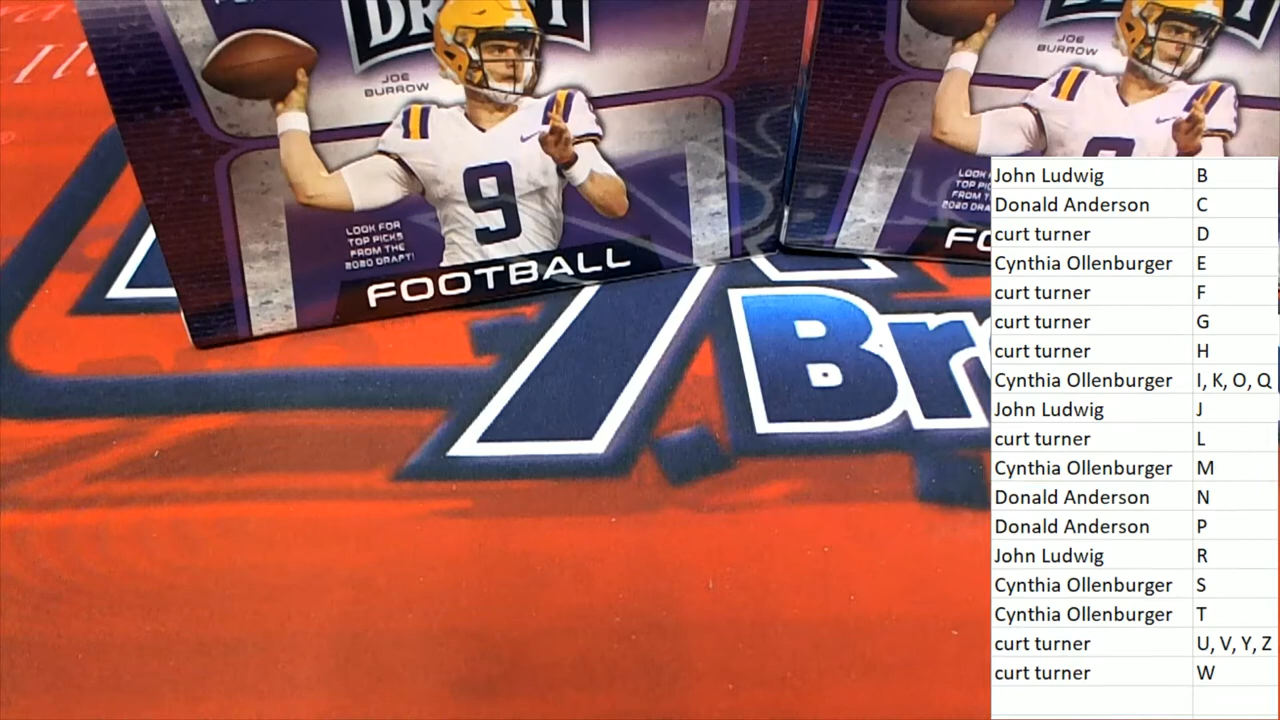 DRAFT
JOE
BURROW
9
LOOK FOR
TOP PICKS
FROM THE
2020 DRAFT!
FOOTBALL
JOE
BURROW
Br
John Ludwig B
Donald Anderson C
curt turner D
Cynthia Ollenburger E
curt turner F
curt turner G
curt turner H
Cynthia Ollenburger I, K, O, Q
John Ludwig J
curt turner L
Cynthia Ollenburger M
Donald Anderson N
Donald Anderson P
John Ludwig R
Cynthia Ollenburger S
Cynthia Ollenburger T
curt turner U, V, Y, Z
curt turner W